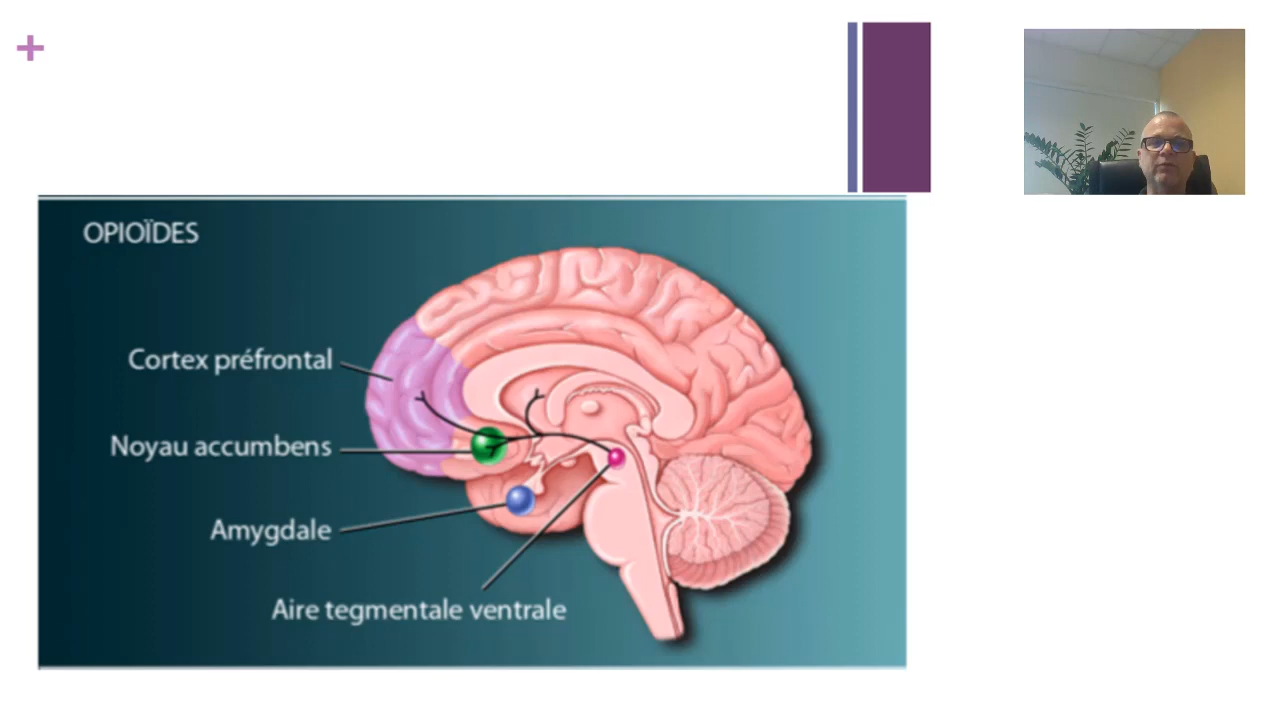 +
OPIOÏDES
Cortex préfrontal
Noyau accumbens
Amygdale
Aire tegmentale ventrale